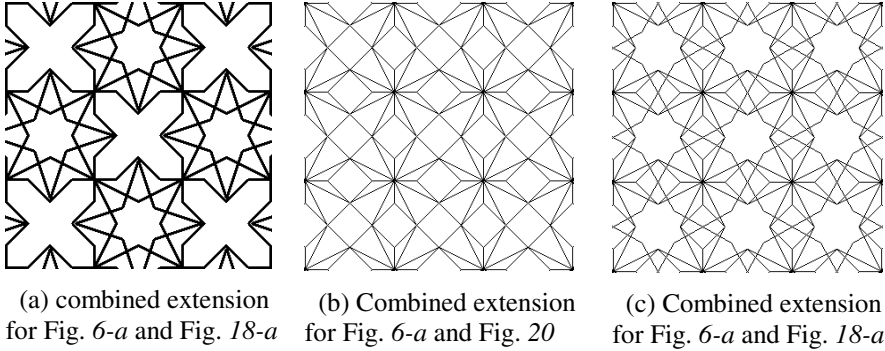 (a) combined extension
for Fig. 6-a and Fig. 18-a
(b) Combined extension
for Fig. 6-a and Fig. 20
(c) Combined extension
for Fig. 6-a and Fig. 18-a